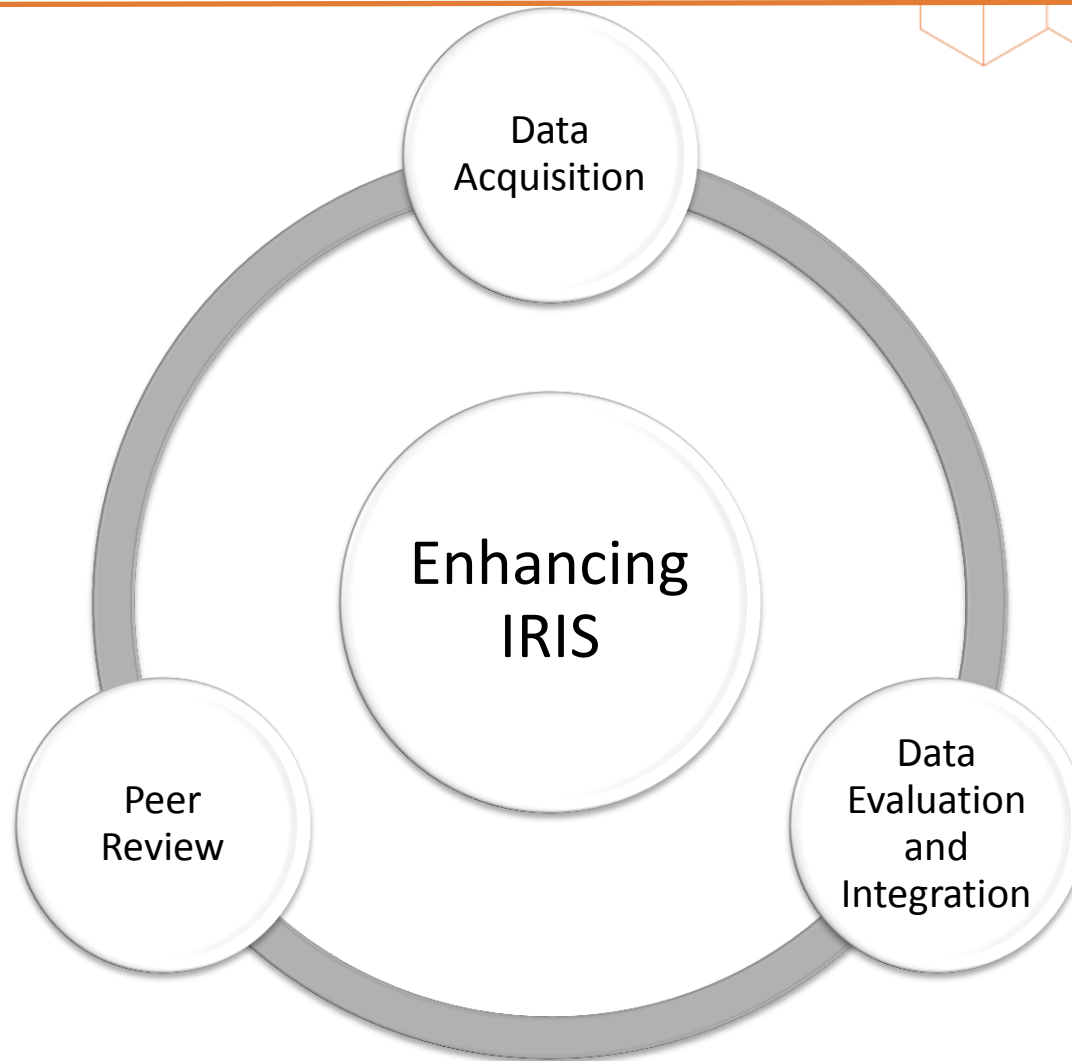 Data
Acquisition
Enhancing
IRIS
Peer
Review
Data
Evaluation
and
Integration